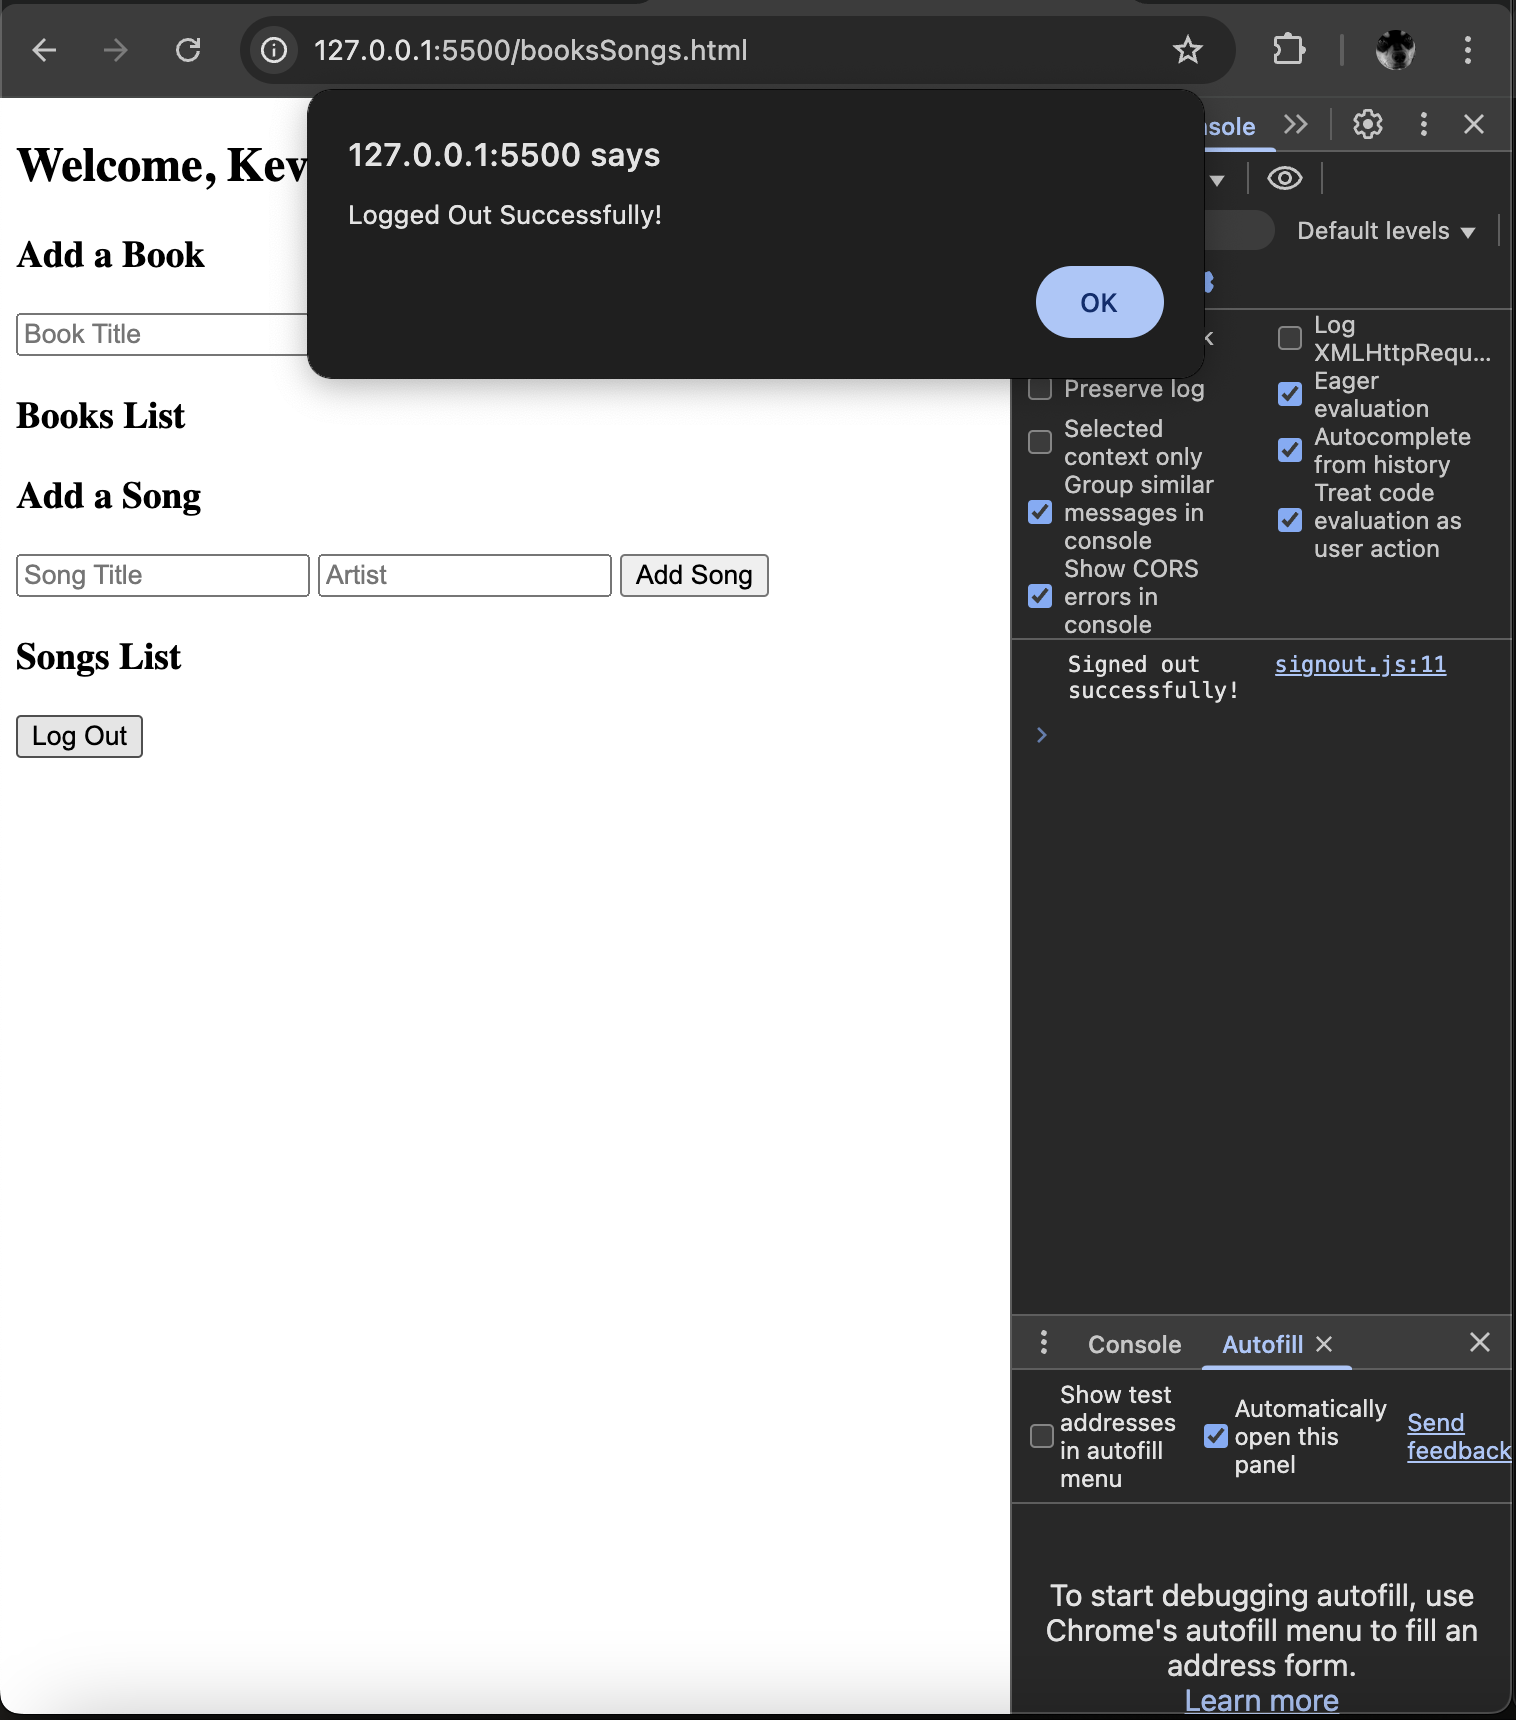 127.0.0.1:5500/booksSongs.html
127.0.0.1:5500 says
Logged Out Successfully!
OK
Welcome, Kev
Add a Book
Book Title
Books List
Add a Song
Song Title
Artist
Add Song
Songs List
Log Out
Default levels
Log
XMLHttpRequ...
Preserve log
Eager
evaluation
Selected
context only
Autocomplete
from history
Group similar
messages in
console
Treat code
evaluation as
user action
Show CORS
errors in
console
Signed out
successfully!
signout.js:11
Console
Autofill
Show test
addresses
in autofill
menu
Automatically
open this
panel
Send
feedback
To start debugging autofill, use
Chrome's autofill menu to fill an
address form.
Learn more